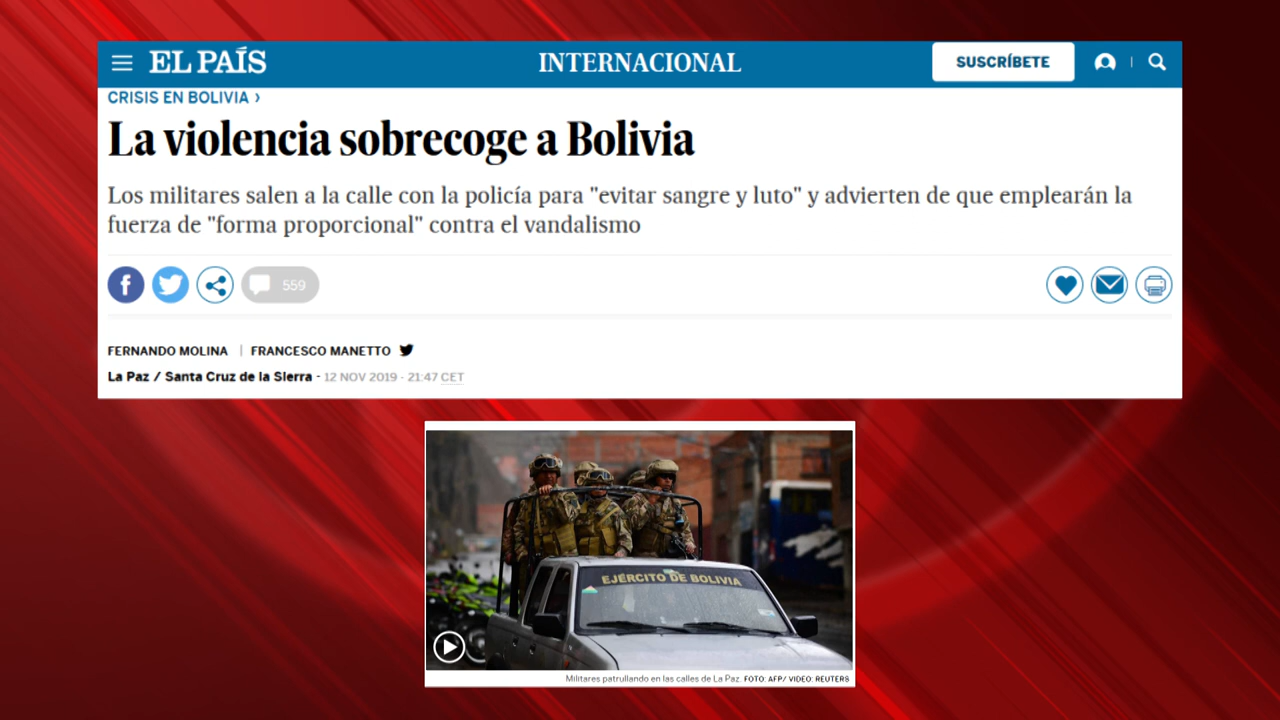 EL PAÍS
INTERNACIONAL
SUSCRÍBETE
CRISIS EN BOLIVIA ›
La violencia sobrecoge a Bolivia
Los militares salen a la calle con la policía para "evitar sangre y luto" y advierten de que emplearán la
fuerza de "forma proporcional" contra el vandalismo
559
FERNANDO MOLINA | FRANCESCO MANETTO
La Paz / Santa Cruz de la Sierra - 12 NOV 2019 - 21:47 CET
EJÉRCITO DE BOLIVIA
Militares patrullando en las calles de La Paz. FOTO: AFP/ VIDEO: REUTERS